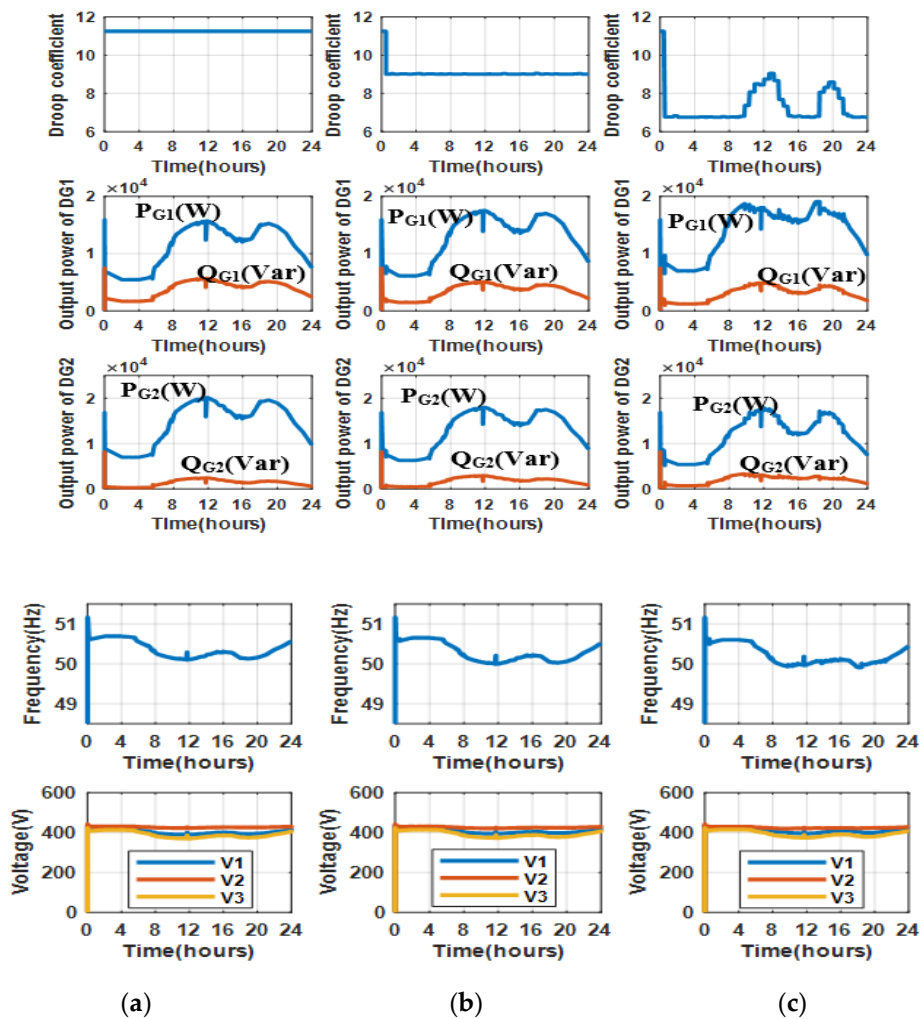 12
10
8
6
0 4 8 12 16 20 24
Droop coefficient
TIme(hours)
12
10
8
6
0 4 8 12 16 20 24
Droop coefficient
TIme(hours)
12
10
8
6
0 4 8 12 16 20 24
Droop coefficient
TIme(hours)
×10⁴
2
1
0
0 4 8 12 16 20 24
Output power of DG1
PG1(W)
QG1(Var)
TIme(hours)
×10⁴
2
1
0
0 4 8 12 16 20 24
Output power of DG1
PG1(W)
QG1(Var)
TIme(hours)
×10⁴
2
1
0
0 4 8 12 16 20 24
Output power of DG1
PG1(W)
QG1(Var)
TIme(hours)
×10⁴
2
1
0
0 4 8 12 16 20 24
Output power of DG2
PG2(W)
QG2(Var)
TIme(hours)
×10⁴
2
1
0
0 4 8 12 16 20 24
Output power of DG2
PG2(W)
QG2(Var)
TIme(hours)
×10⁴
2
1
0
0 4 8 12 16 20 24
Output power of DG2
PG2(W)
QG2(Var)
TIme(hours)
51
50
49
0 4 8 12 16 20 24
Frequency(Hz)
Time(hours)
51
50
49
0 4 8 12 16 20 24
Frequency(Hz)
Time(hours)
51
50
49
0 4 8 12 16 20 24
Frequency(Hz)
Time(hours)
600
400
200
0
0 4 8 12 16 20 24
Voltage(V)
V1
V2
V3
Time(hours)
600
400
200
0
0 4 8 12 16 20 24
Voltage(V)
V1
V2
V3
Time(hours)
600
400
200
0
0 4 8 12 16 20 24
Voltage(V)
V1
V2
V3
Time(hours)
(a) (b) (c)